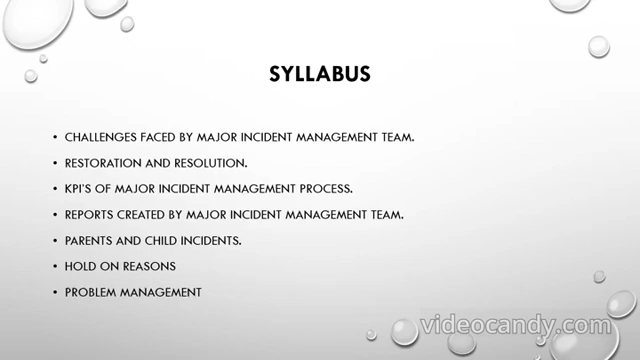 SYLLABUS
• CHALLENGES FACED BY MAJOR INCIDENT MANAGEMENT TEAM.
• RESTORATION AND RESOLUTION.
• KPI'S OF MAJOR INCIDENT MANAGEMENT PROCESS.
• REPORTS CREATED BY MAJOR INCIDENT MANAGEMENT TEAM.
• PARENTS AND CHILD INCIDENTS.
• HOLD ON REASONS
• PROBLEM MANAGEMENT
videocandy.com